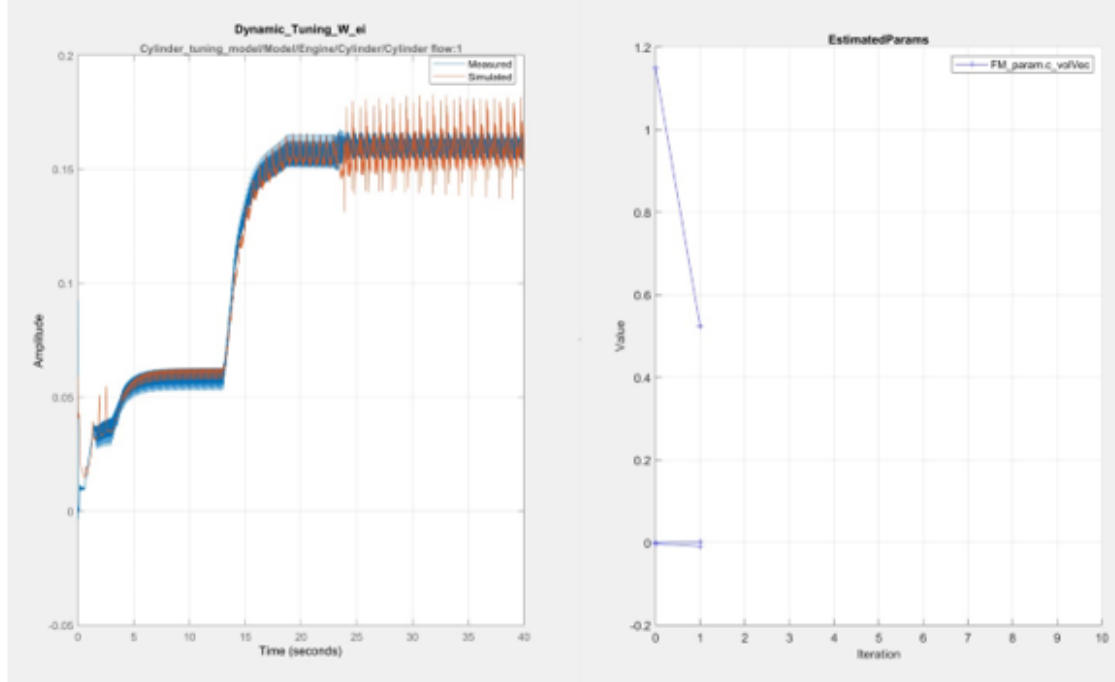 Dynamic_Tuning_W_ei
Cylinder_tuning_model/Model/Engine/Cylinder/Cylinder flow:1
Measured
Simulated
0.2
0.15
0.1
0.05
0
-0.05
Amplitude
0 5 10 15 20 25 30 35 40
Time (seconds)
EstimatedParams
FM_param.c_volVec
1.2
1
0.8
0.6
0.4
0.2
0
-0.2
Value
0 1 2 3 4 5 6 7 8 9 10
Iteration